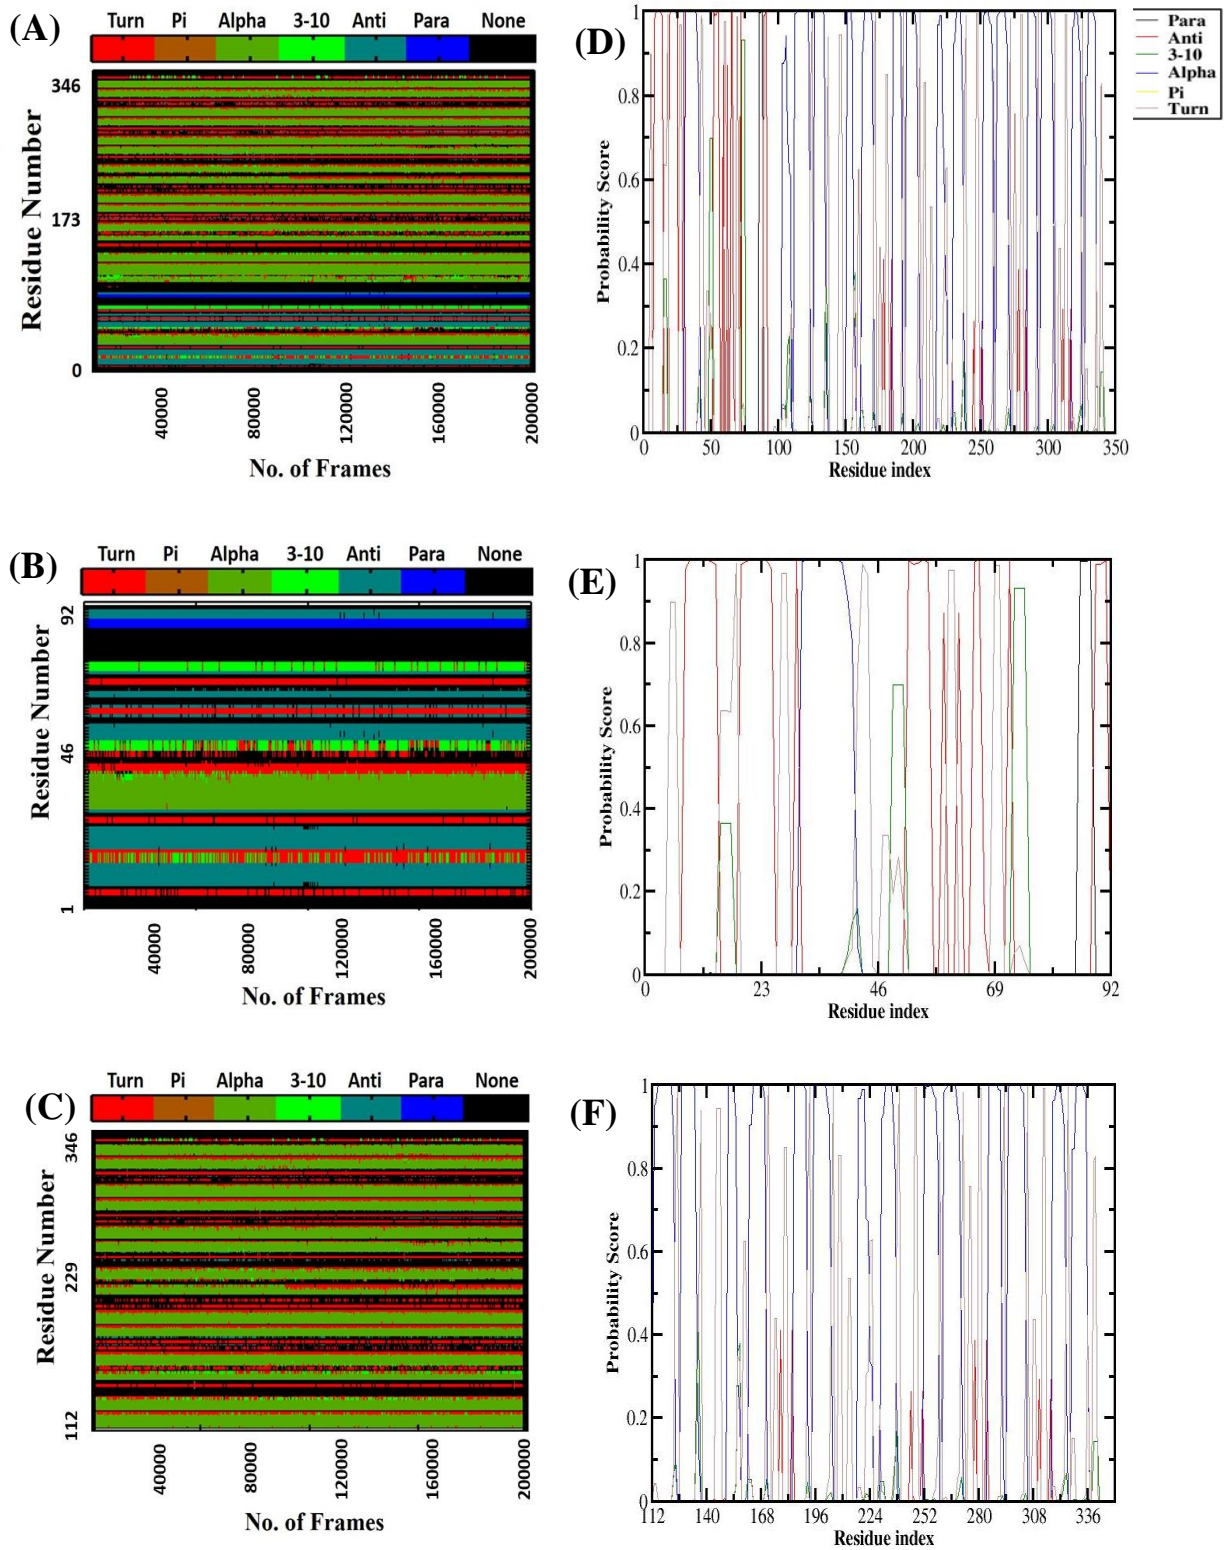 (A)
Turn Pi Alpha 3-10 Anti Para None
346
173
0
Residue Number
40000 80000 120000 160000 200000
No. of Frames
(D)
1
0.8
0.6
0.4
0.2
0
Probability Score
0 50 100 150 200 250 300 350
Residue index
Para
Anti
3-10
Alpha
Pi
Turn
(B)
Turn Pi Alpha 3-10 Anti Para None
92
46
1
Residue Number
400000 80000 120000 160000 200000
No. of Frames
(E)
1
0.8
0.6
0.4
0.2
0
Probability Score
0 23 46 69 92
Residue index
(C)
Turn Pi Alpha 3-10 Anti Para None
346
229
112
Residue Number
400000 80000 120000 160000 200000
No. of Frames
(F)
1
0.8
0.6
0.4
0.2
0
Probability Score
112 140 168 196 224 252 280 308 336
Residue index